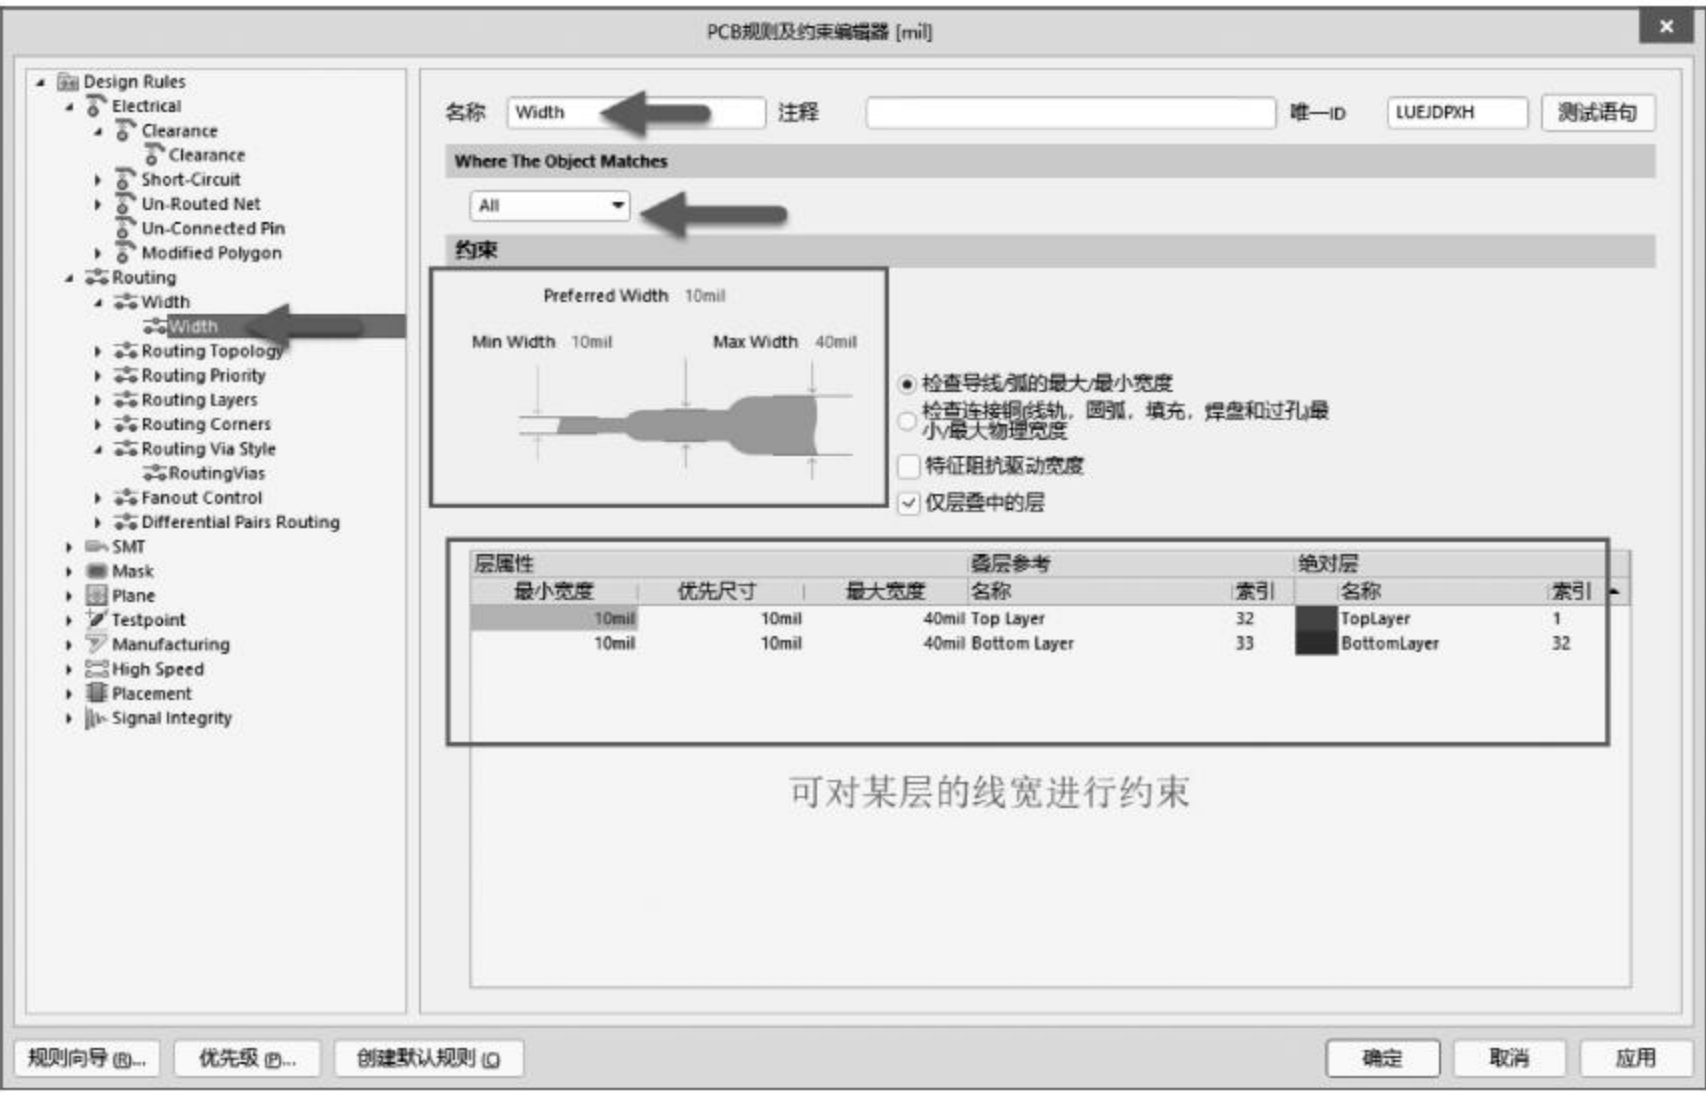 PCB规则及约束编辑器 [mil]
Design Rules
Electrical
Clearance
Clearance
Short-Circuit
Un-Routed Net
Un-Connected Pin
Modified Polygon
Routing
Width
Width
Routing Topology
Routing Priority
Routing Layers
Routing Corners
Routing Via Style
RoutingVias
Fanout Control
Differential Pairs Routing
SMT
Mask
Plane
Testpoint
Manufacturing
High Speed
Placement
Signal Integrity
名称 Width 注释 唯一ID LUEJDPXH 测试语句
Where The Object Matches
All
约束
Preferred Width 10mil
Min Width 10mil Max Width 40mil
检查导线/弧的最大/最小宽度
检查连接铜(线轨，圆弧，填充，焊盘和过孔)最
小/最大物理宽度
特征阻抗驱动宽度
仅层叠中的层
层属性 叠层参考 绝对层
最小宽度 优先尺寸 最大宽度 名称 索引 名称 索引
10mil 10mil 40mil Top Layer 32 TopLayer 1
10mil 10mil 40mil Bottom Layer 33 BottomLayer 32
可对某层的线宽进行约束
规则向导 (R)... 优先级 (P)... 创建默认规则 (C) 确定 取消 应用